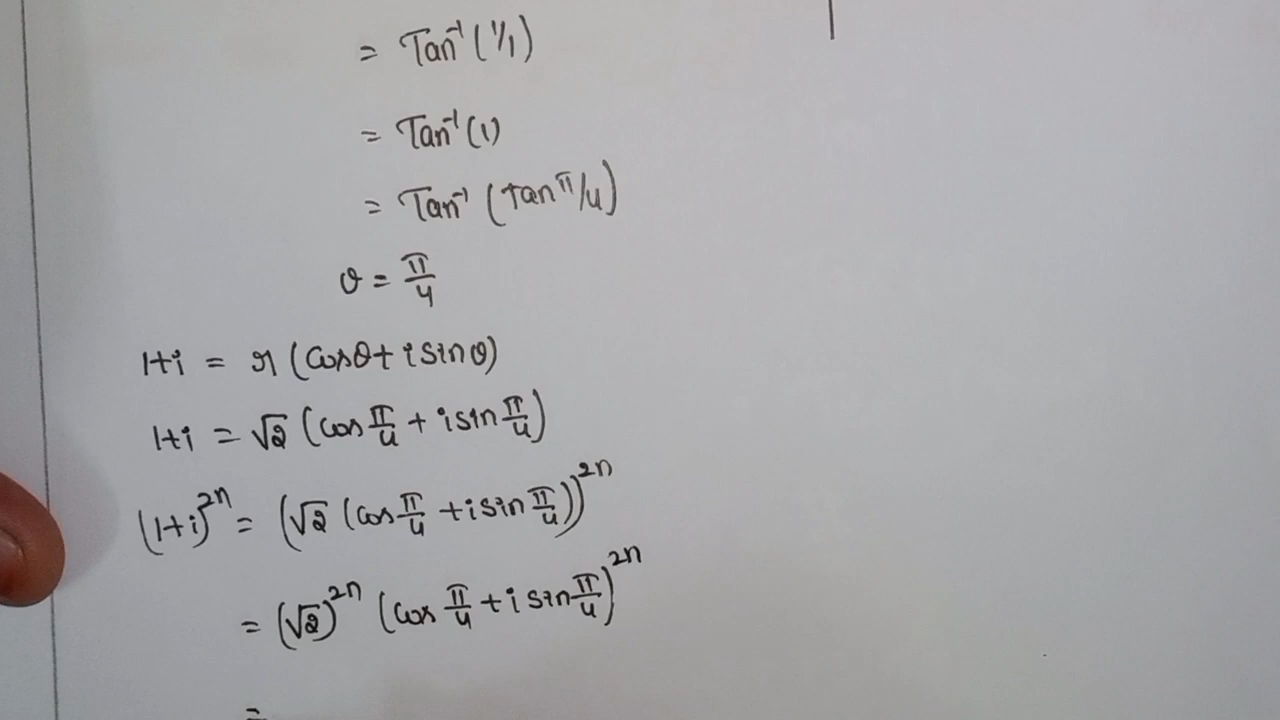 = Tan⁻¹ (1/1)
= Tan⁻¹ (1)
= Tan⁻¹ (Tan π/4)
θ = π/4
1+i = r (Cosθ + i sinθ)
1+i = √2 (cos π/4 + i sin π/4)
(1+i)²ⁿ = (√2 (cos π/4 + i sin π/4))²ⁿ
= (√2)²ⁿ (cos π/4 + i sin π/4)²ⁿ
=